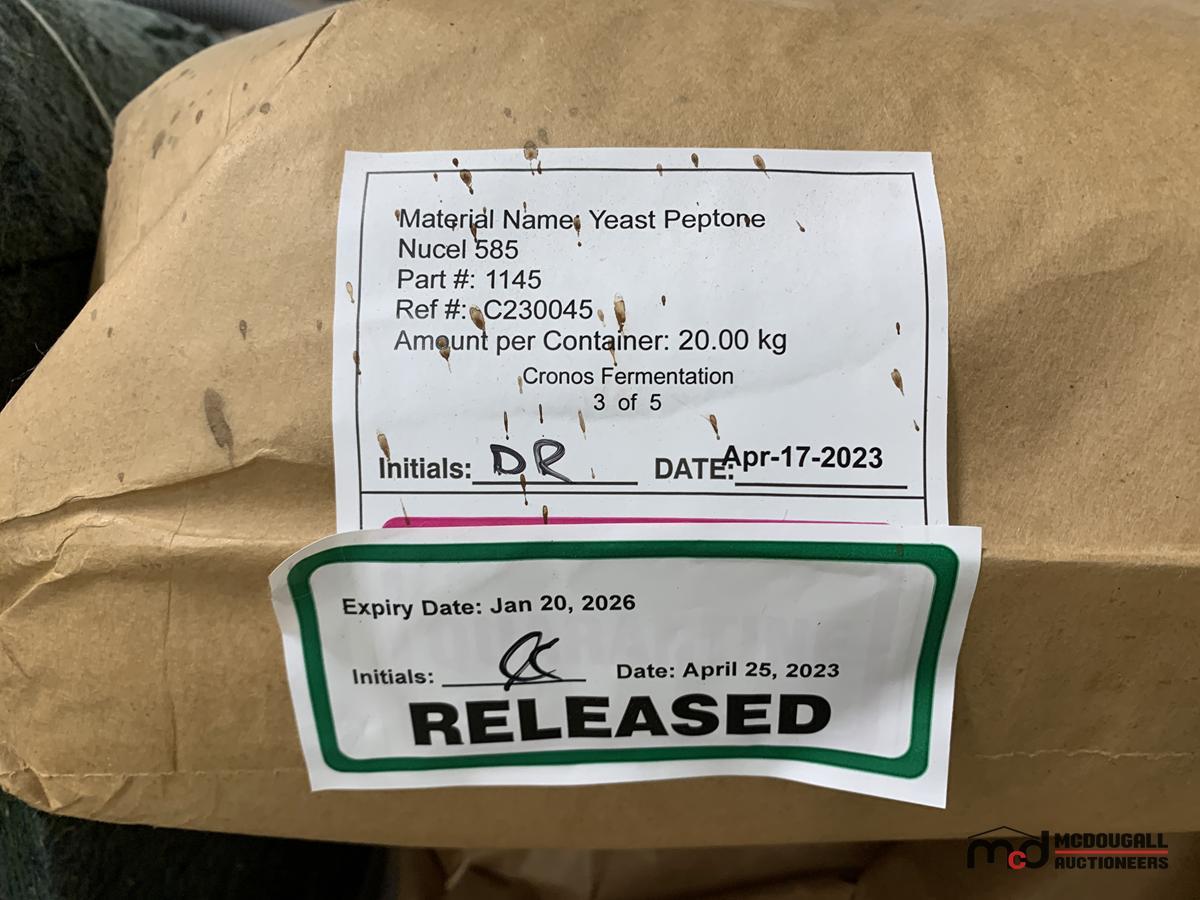 Material Name: Yeast Peptone
Nucel 585
Part #: 1145
Ref #: C230045
Amount per Container: 20.00 kg
Cronos Fermentation
3 of 5
Initials: DR DATE: Apr-17-2023
Expiry Date: Jan 20, 2026
Initials: Date: April 25, 2023
RELEASED
mcd MCDOUGALL
AUCTIONEERS